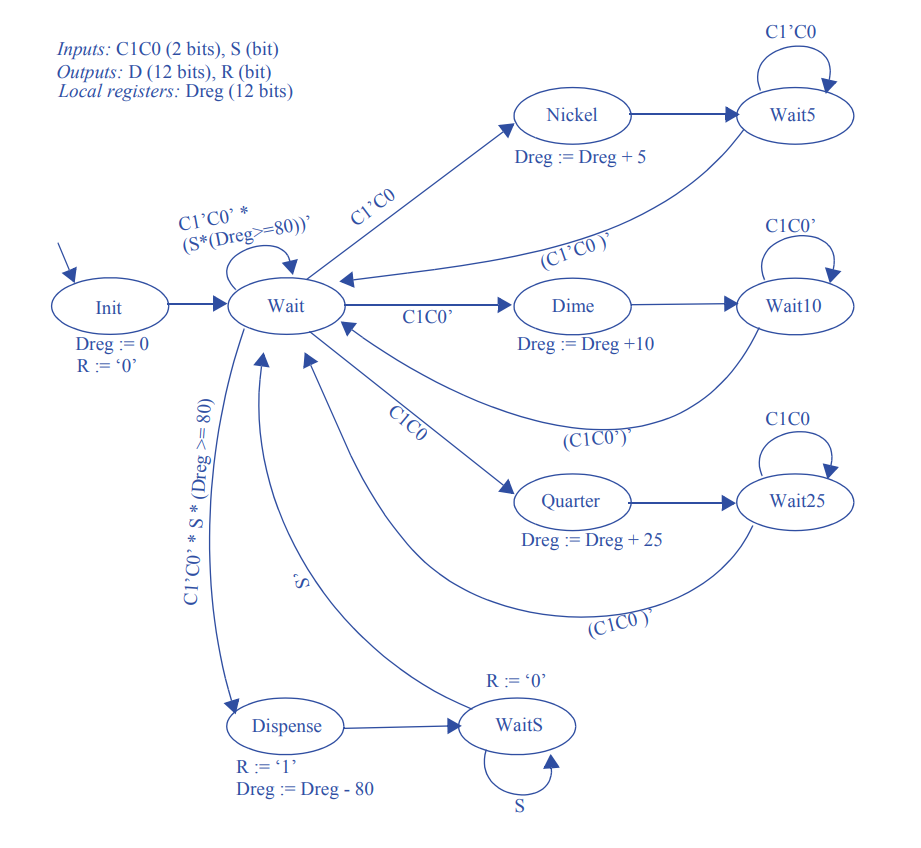 Inputs: C1C0 (2 bits), S (bit)
Outputs: D (12 bits), R (bit)
Local registers: Dreg (12 bits)
C1’C0
Nickel
Wait5
Dreg := Dreg + 5
C1’C0
C1’C0’ *
(S*(Dreg>=80))’
(C1’C0 )’
C1C0’
Init
Wait
C1C0’
Dime
Wait10
Dreg := 0
R := ‘0’
Dreg := Dreg +10
C1C0
(C1C0’)’
C1C0
Quarter
Wait25
Dreg := Dreg + 25
C1’C0’ * S * (Dreg >= 80)
S’
(C1C0 )’
R := ‘0’
Dispense
WaitS
R := ‘1’
Dreg := Dreg - 80
S